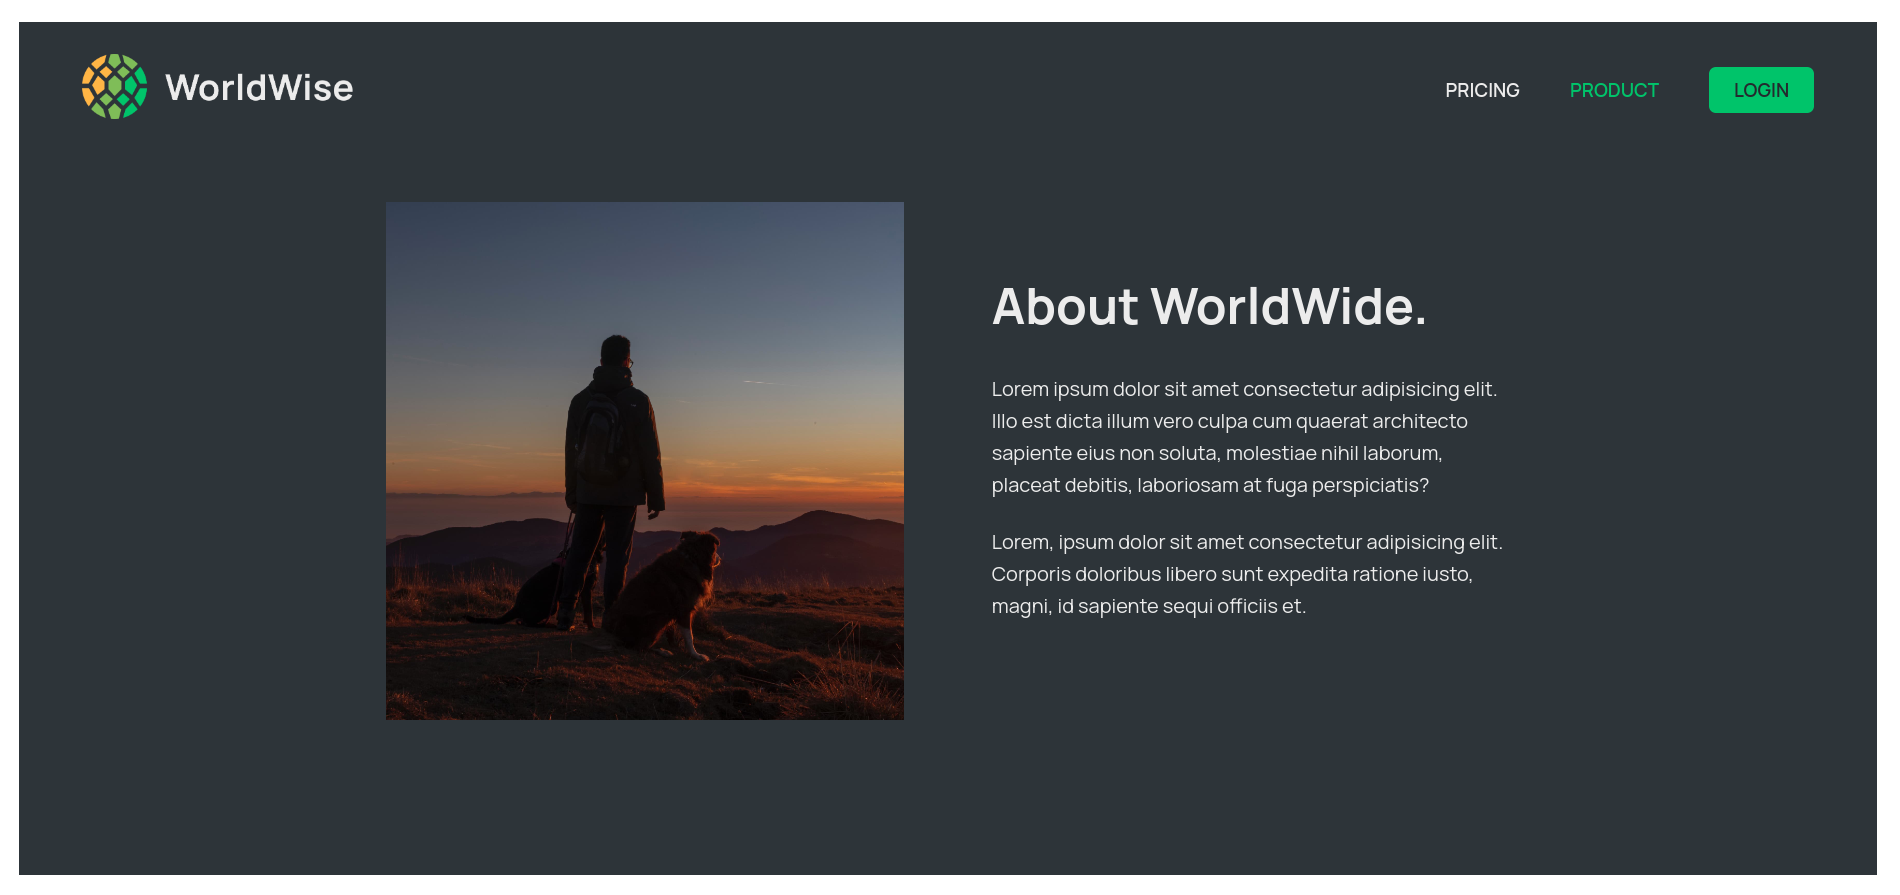 WorldWise
PRICING
PRODUCT
LOGIN
About WorldWide.
Lorem ipsum dolor sit amet consectetur adipisicing elit.
Illo est dicta illum vero culpa cum quaerat architecto
sapiente eius non soluta, molestiae nihil laborum,
placeat debitis, laboriosam at fuga perspiciatis?
Lorem, ipsum dolor sit amet consectetur adipisicing elit.
Corporis doloribus libero sunt expedita ratione iusto,
magni, id sapiente sequi officiis et.